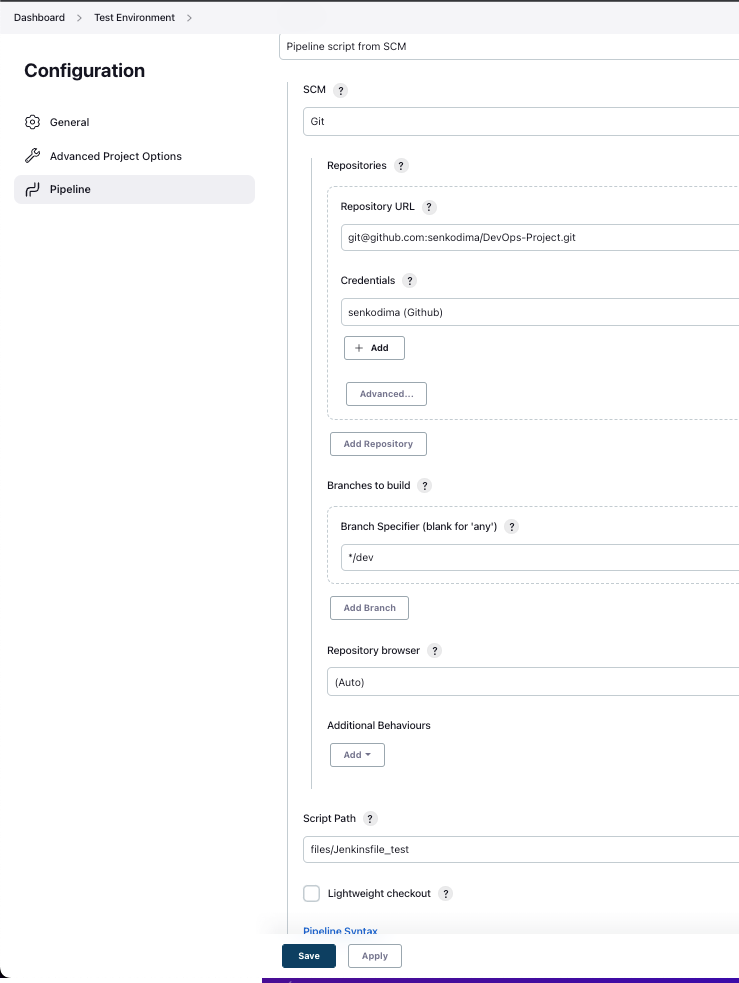 Dashboard > Test Environment >
Configuration
General
Advanced Project Options
Pipeline
Pipeline script from SCM
SCM ?
Git
Repositories ?
Repository URL ?
git@github.com:senkodima/DevOps-Project.git
Credentials ?
senkodima (Github)
+ Add
Advanced...
Add Repository
Branches to build ?
Branch Specifier (blank for 'any') ?
*/dev
Add Branch
Repository browser ?
(Auto)
Additional Behaviours
Add
Script Path ?
files/Jenkinsfile_test
Lightweight checkout ?
Pipeline Syntax
Save Apply